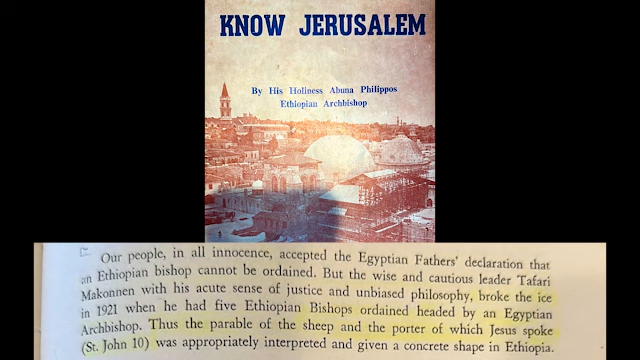 KNOW JERUSALEM
By His Holiness Abuna Philippos
Ethiopian Archbishop
Our people, in all innocence, accepted the Egyptian Fathers' declaration that
an Ethiopian bishop cannot be ordained. But the wise and cautious leader Tafari
Makonnen with his acute sense of justice and unbiased philosophy, broke the ice
in 1921 when he had five Ethiopian Bishops ordained headed by an Egyptian
Archbishop. Thus the parable of the sheep and the porter of which Jesus spoke
(St. John 10) was appropriately interpreted and given a concrete shape in Ethiopia.